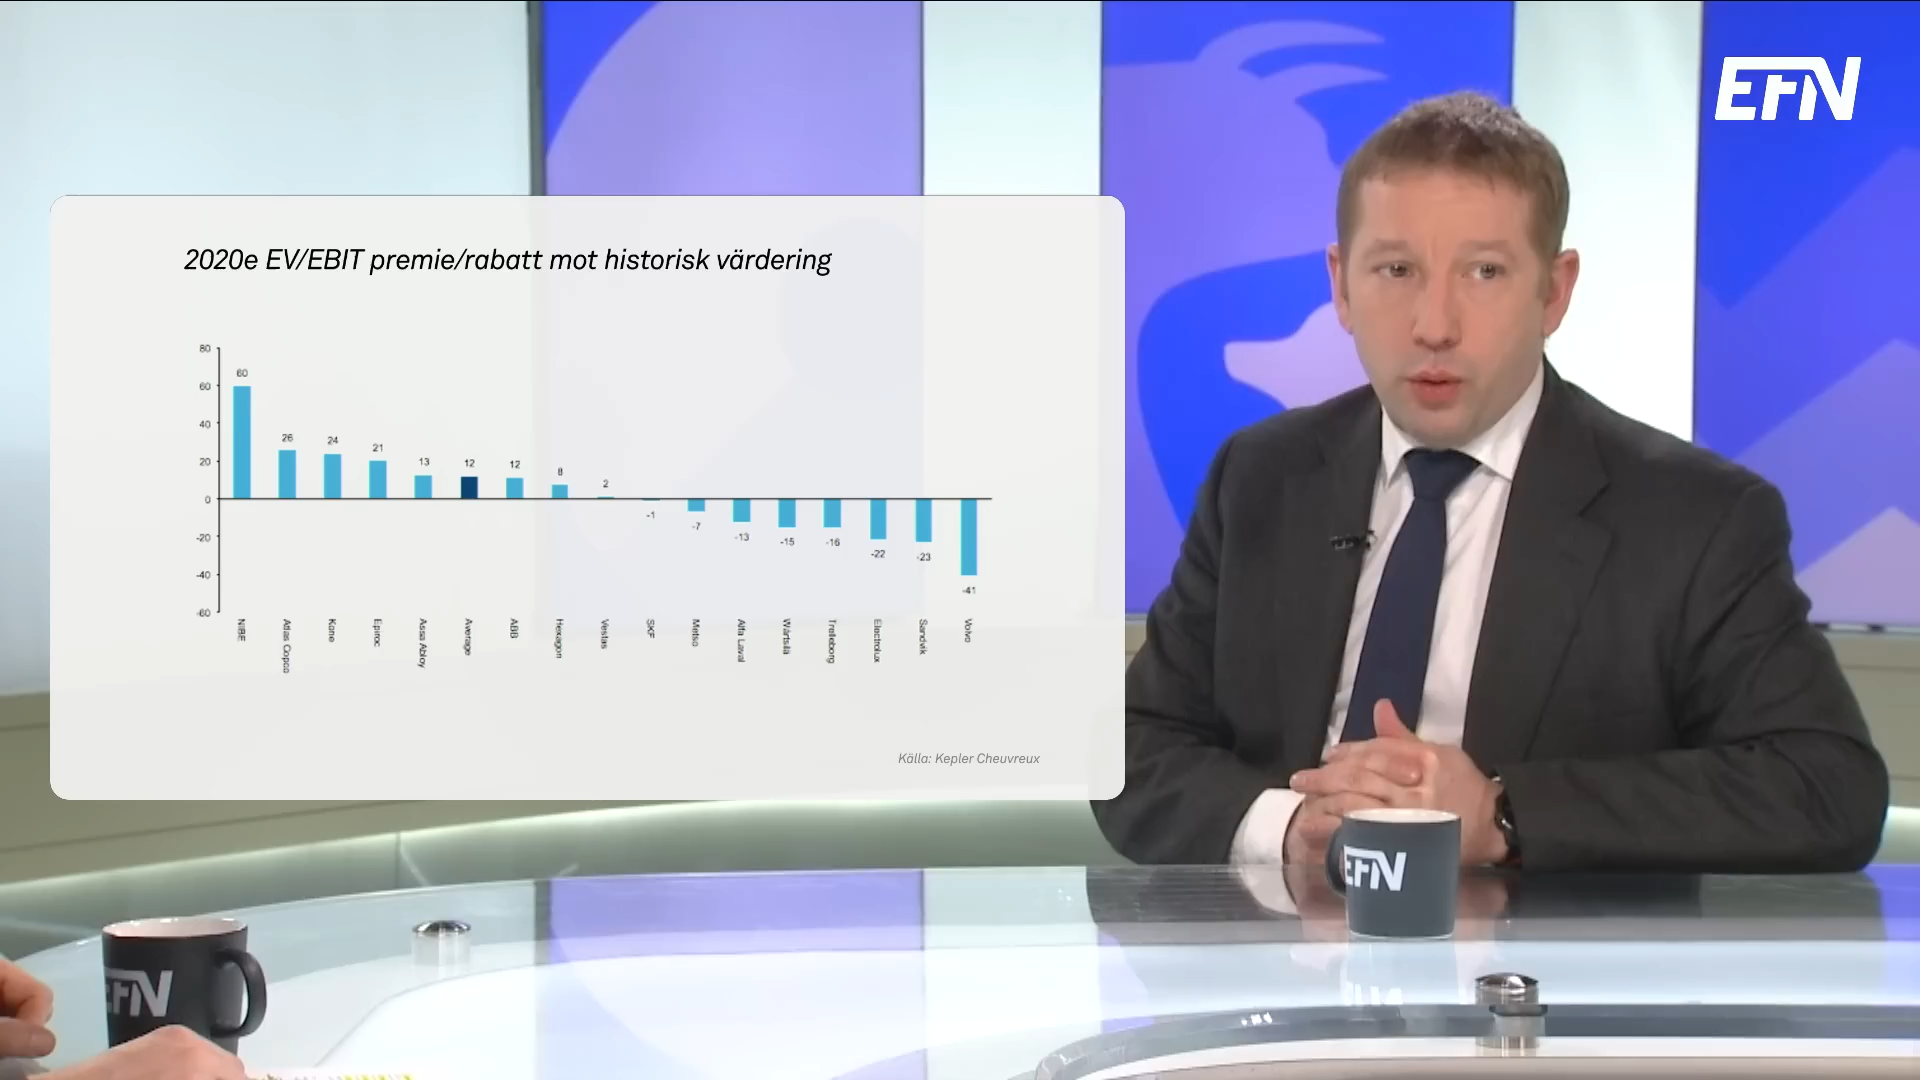 EFN
2020e EV/EBIT premie/rabatt mot historisk värdering
80
60
40
20
0
-20
-40
-60
60
26
24
21
13
12
12
8
2
-1
-7
-13
-15
-16
-22
-23
-41
NIBE
Atlas Copco
Kone
Epiroc
Assa Abloy
Average
ABB
Hexagon
Vestas
SKF
Metso
Alfa Laval
Wärtsilä
Trelleborg
Electrolux
Sandvik
Volvo
Källa: Kepler Cheuvreux
EFN
EFN